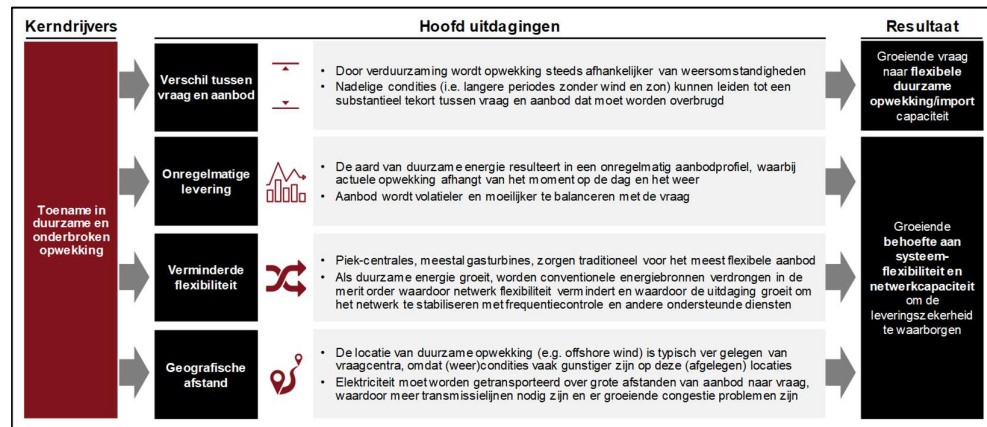 Kerndrijvers
Hoofd uitdagingen
Resultaat
Toename in
duurzame en
onderbroken
opwekking
Verschil tussen
vraag en aanbod
• Door verduurzaming wordt opwekking steeds afhankelijker van weersomstandigheden
• Nadelige condities (i.e. langere periodes zonder wind en zon) kunnen leiden tot een
substantieel tekort tussen vraag en aanbod dat moet worden overbrugd
Groeiende vraag
naar flexibele
duurzame
opwekking/import
capaciteit
Onregelmatige
levering
• De aard van duurzame energie resulteert in een onregelmatig aanbodprofiel, waarbij
actuele opwekking afhangt van het moment op de dag en het weer
• Aanbod wordt volatieler en moeilijker te balanceren met de vraag
Verminderde
flexibiliteit
• Piek-centrales, meestal gasturbines, zorgen traditioneel voor het meest flexibele aanbod
• Als duurzame energie groeit, worden conventionele energiebronnen verdrongen in de
merit order waardoor netwerk flexibiliteit vermindert en waardoor de uitdaging groeit om
het netwerk te stabiliseren met frequentiecontrole en andere ondersteunde diensten
Geografische
afstand
• De locatie van duurzame opwekking (e.g. offshore wind) is typisch ver gelegen van
vraagcentra, omdat (weer)condities vaak gunstiger zijn op deze (afgelegen) locaties
• Elektriciteit moet worden getransporteerd over grote afstanden van aanbod naar vraag,
waardoor meer transmissielijnen nodig zijn en er groeiende congestie problemen zijn
Groeiende
behoefte aan
systeem-
flexibiliteit en
netwerkcapaciteit
om de
leveringszekerheid
te waarborgen